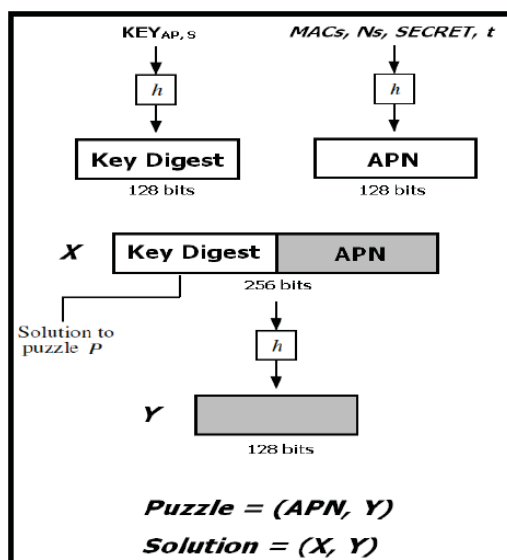 KEY_AP, S MACs, Ns, SECRET, t
h h
Key Digest APN
128 bits 128 bits
X Key Digest APN
256 bits
Solution to
puzzle P
h
Y
128 bits
Puzzle = (APN, Y)
Solution = (X, Y)